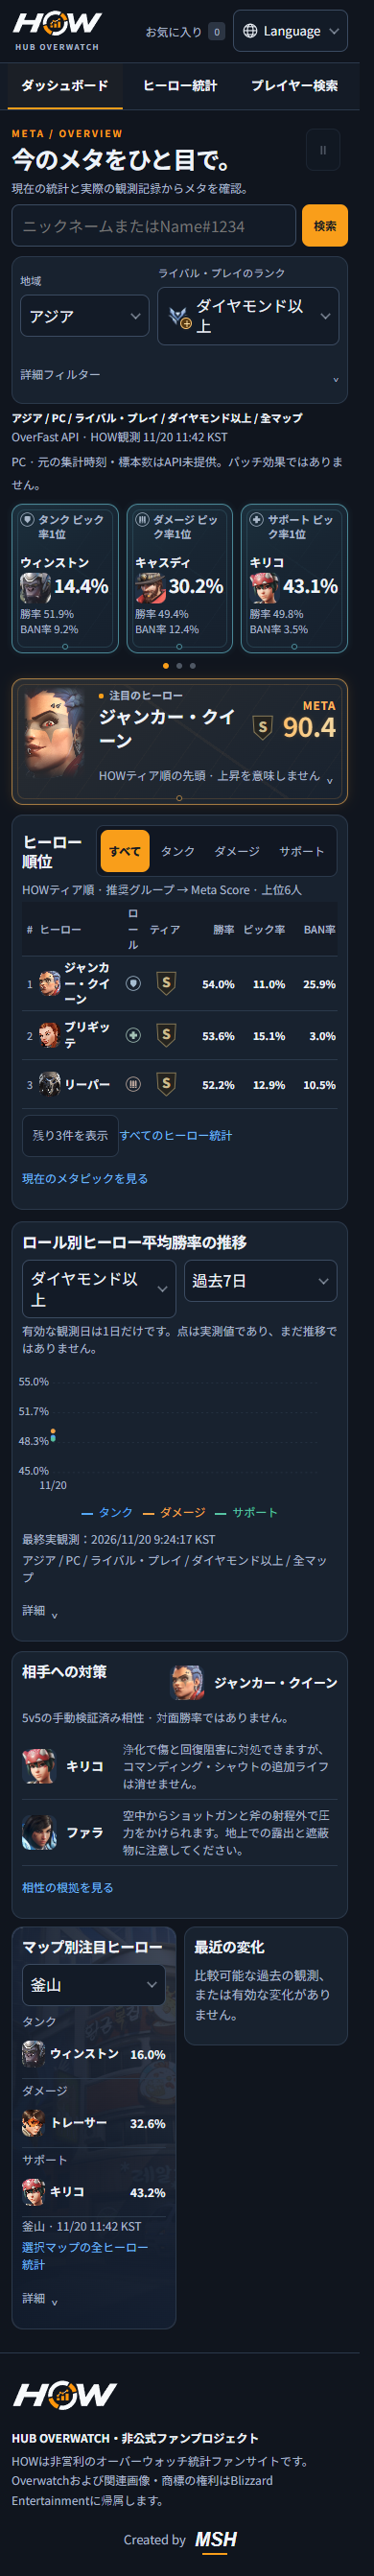 HOW
HUB OVERWATCH
お気に入り 0
Language
ダッシュボード ヒーロー統計 プレイヤー検索
META / OVERVIEW
今のメタをひと目で。
現在の統計と実際の観測記録からメタを確認。
ニックネームまたはName#1234 検索
地域 ライバル・プレイのランク
アジア ダイヤモンド以
上
詳細フィルター
アジア / PC / ライバル・プレイ / ダイヤモンド以上 / 全マップ
OverFast API · HOW観測 11/20 11:42 KST
PC · 元の集計時刻・標本数はAPI未提供。パッチ効果ではありま
せん。
タンク ピック
率1位
ウィンストン
14.4%
勝率 51.9%
BAN率 9.2%
ダメージ ピッ
ク率1位
キャスディ
30.2%
勝率 49.4%
BAN率 12.4%
サポート ピッ
ク率1位
キリコ
43.1%
勝率 49.8%
BAN率 3.5%
注目のヒーロー
ジャンカー・クイ
ーン
META
S 90.4
HOWティア順の先頭・上昇を意味しません
ヒーロー
順位
すべて タンク ダメージ サポート
HOWティア順・推奨グループ → Meta Score · 上位6人
# ヒーロー ロール ティア 勝率 ピック率 BAN率
1 ジャンカー・クイーン S 54.0% 11.0% 25.9%
2 ブリギッテ S 53.6% 15.1% 3.0%
3 リーパー S 52.2% 12.9% 10.5%
残り3件を表示 すべてのヒーロー統計
現在のメタピックを見る
ロール別ヒーロー平均勝率の推移
ダイヤモンド以
上
過去7日
有効な観測日は1日だけです。点は実測値であり、まだ推移で
はありません。
55.0%
51.7%
48.3%
45.0%
11/20
タンク ダメージ サポート
最終実観測：2026/11/20 9:24:17 KST
アジア / PC / ライバル・プレイ / ダイヤモンド以上 / 全マッ
プ
詳細
相手への対策 ジャンカー・クイーン
5v5の手動検証済み相性・対面勝率ではありません。
キリコ
浄化で傷と回復阻害に対処できますが、
コマンディング・シャウトの追加ライフ
は消せません。
ファラ
空中からショットガンと斧の射程外で圧
力をかけられます。地上での露出と遮蔽
物に注意してください。
相性の根拠を見る
マップ別注目ヒーロー
釜山
タンク
ウィンストン 16.0%
ダメージ
トレーサー 32.6%
サポート
キリコ 43.2%
釜山 · 11/20 11:42 KST
選択マップの全ヒーロー
統計
詳細
最近の変化
比較可能な過去の観測、
または有効な変化があり
ません。
HOW
HUB OVERWATCH・非公式ファンプロジェクト
HOWは非営利のオーバーウォッチ統計ファンサイトです。
Overwatchおよび関連画像・商標の権利はBlizzard
Entertainmentに帰属します。
Created by MSH